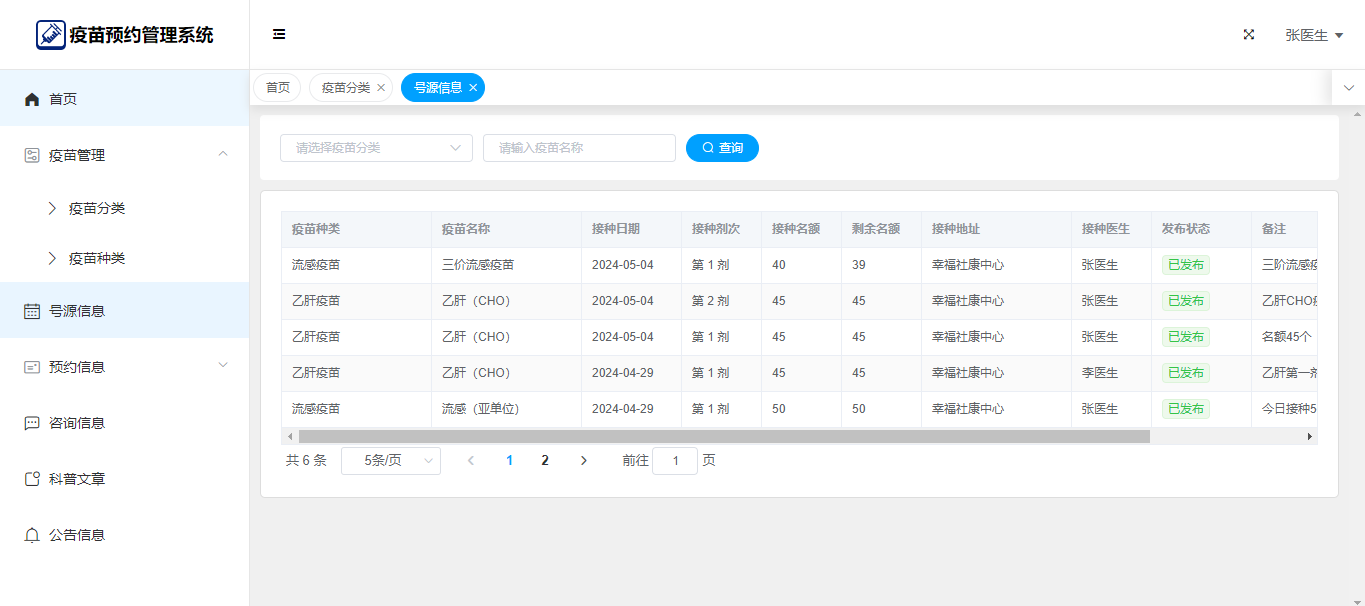 疫苗预约管理系统
张医生
首页
疫苗管理
疫苗分类
疫苗种类
号源信息
预约信息
咨询信息
科普文章
公告信息
首页 疫苗分类 号源信息
请选择疫苗分类 请输入疫苗名称 查询
疫苗种类 疫苗名称 接种日期 接种剂次 接种名额 剩余名额 接种地址 接种医生 发布状态 备注
流感疫苗 三价流感疫苗 2024-05-04 第 1 剂 40 39 幸福社康中心 张医生 已发布 三阶流感疫
乙肝疫苗 乙肝（CHO） 2024-05-04 第 2 剂 45 45 幸福社康中心 张医生 已发布 乙肝CHO
乙肝疫苗 乙肝（CHO） 2024-05-04 第 1 剂 45 45 幸福社康中心 张医生 已发布 名额45个
乙肝疫苗 乙肝（CHO） 2024-04-29 第 1 剂 45 45 幸福社康中心 李医生 已发布 乙肝第一剂
流感疫苗 流感（亚单位） 2024-04-29 第 1 剂 50 50 幸福社康中心 张医生 已发布 今日接种5
共 6 条 5条/页 1 2 前往 1 页